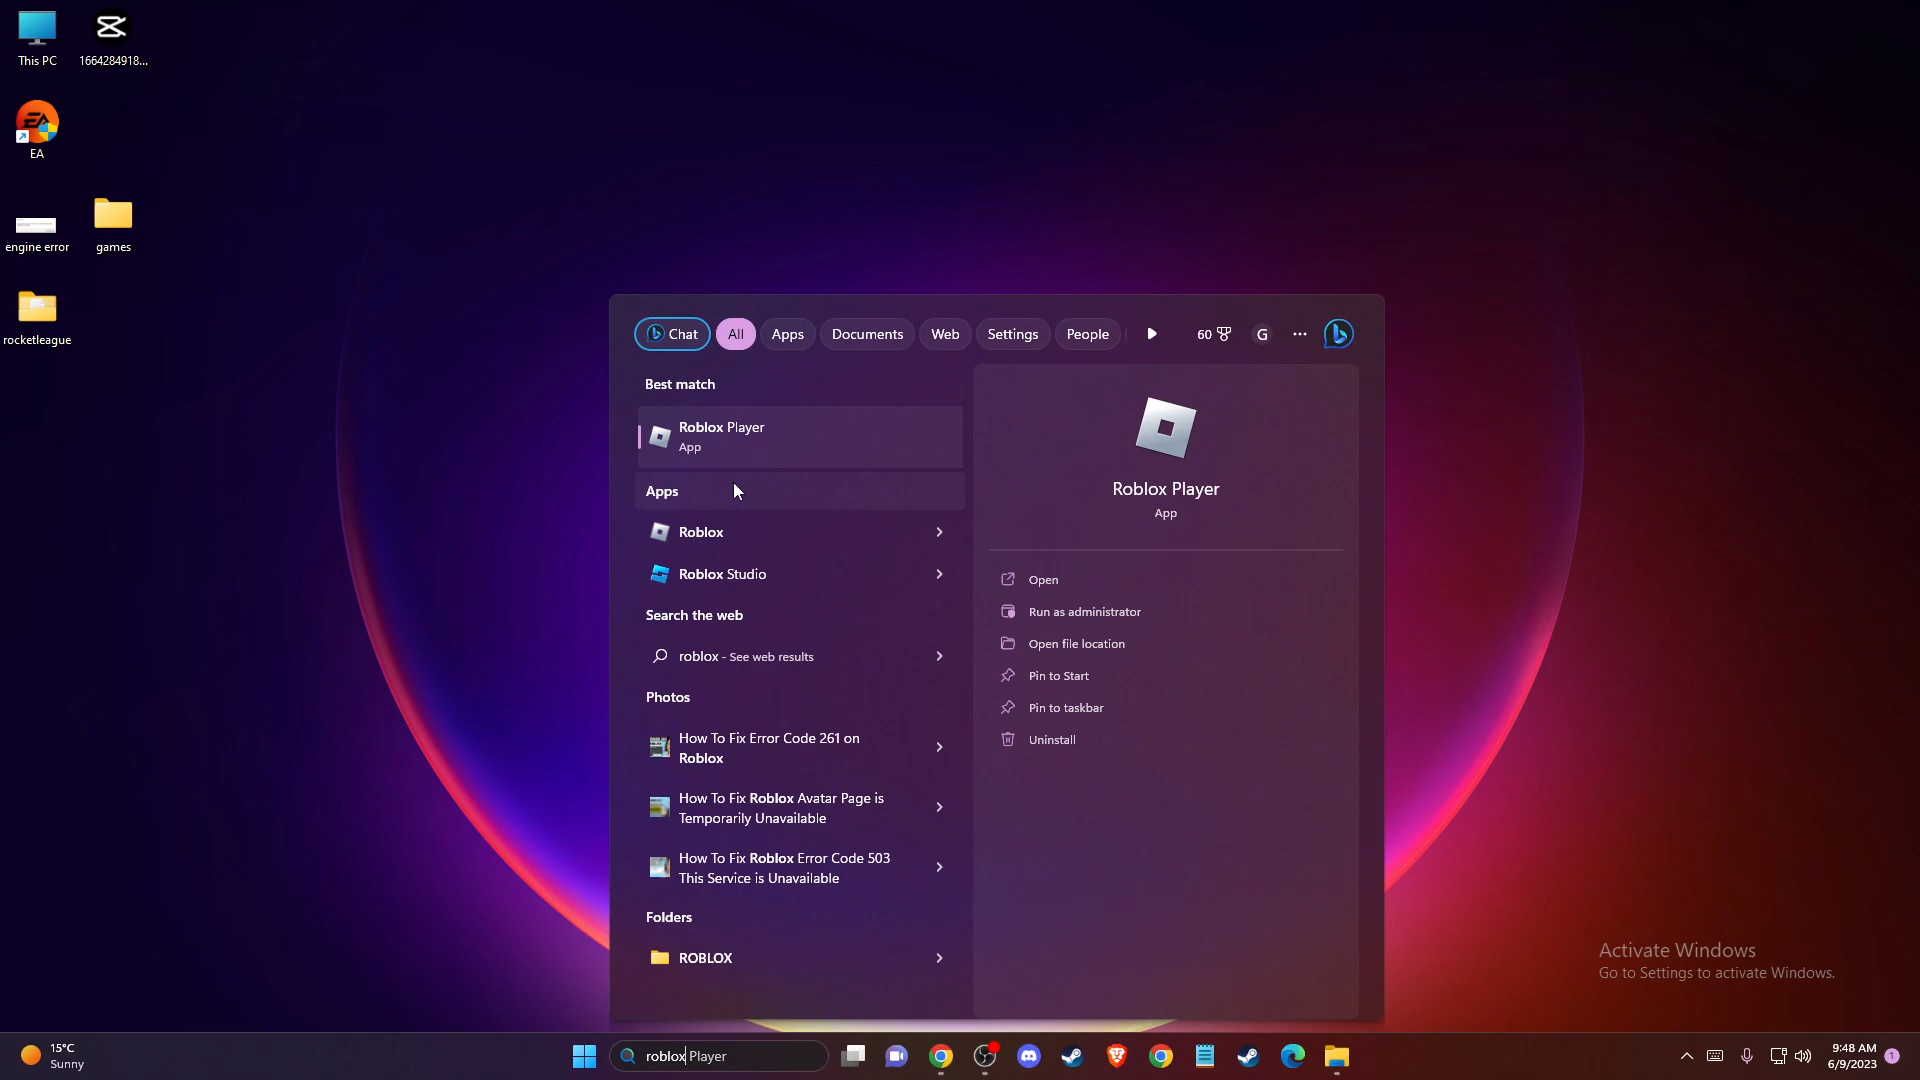 This PC
1664284918...
EA
engine error
games
rocketleague
Chat
All
Apps
Documents
Web
Settings
People
60
G
Best match
Roblox Player
App
Apps
Roblox
Roblox Studio
Search the web
roblox - See web results
Photos
How To Fix Error Code 261 on
Roblox
How To Fix Roblox Avatar Page is
Temporarily Unavailable
How To Fix Roblox Error Code 503
This Service is Unavailable
Folders
ROBLOX
Roblox Player
App
Open
Run as administrator
Open file location
Pin to Start
Pin to taskbar
Uninstall
Activate Windows
Go to Settings to activate Windows.
15°C
Sunny
roblox Player
9:48 AM
6/9/2023
1